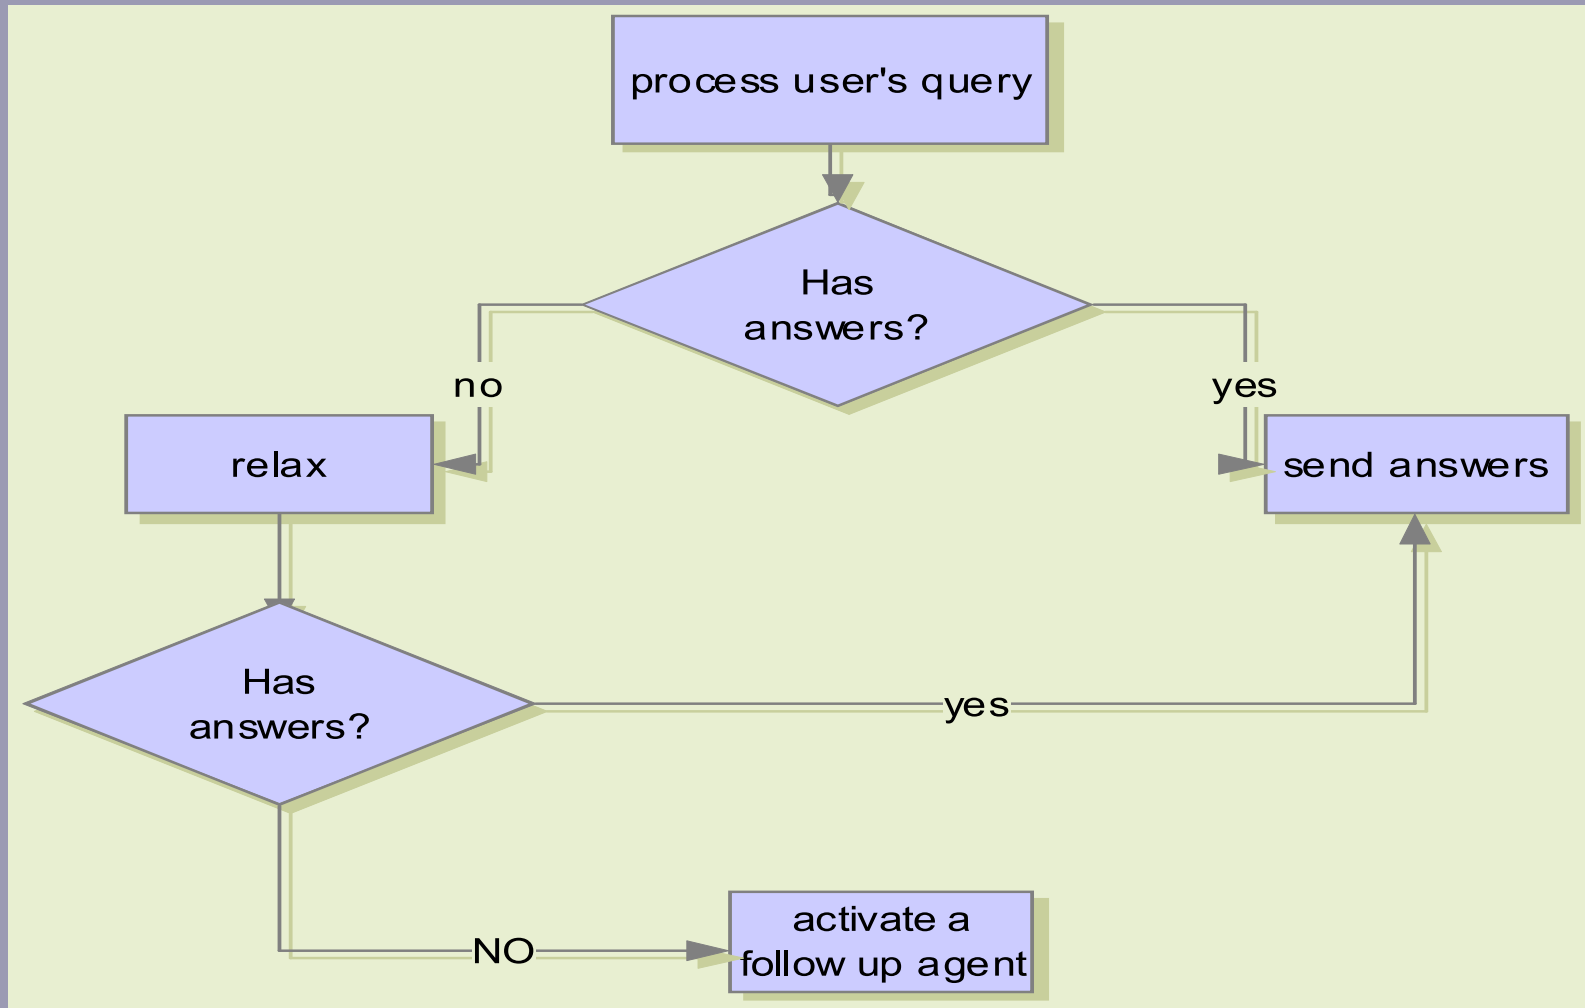 process user's query
Has
answers?
no
yes
relax
send answers
Has
answers?
yes
NO
activate a
follow up agent